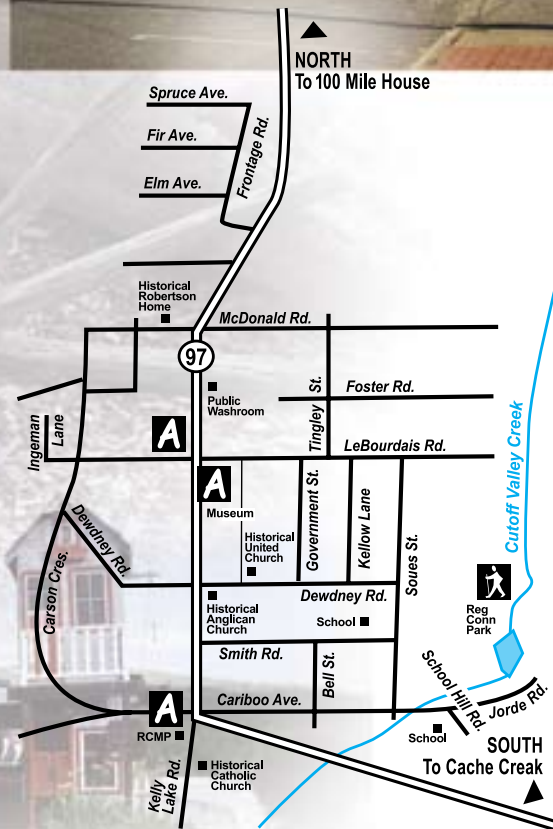 NORTH
To 100 Mile House
Spruce Ave.
Fir Ave.
Elm Ave.
Frontage Rd.
Historical
Robertson
Home
McDonald Rd.
97
Public
Washroom
Tingley St.
Foster Rd.
Ingeman
Lane
A
LeBourdais Rd.
A
Museum
Government St.
Kellow Lane
Soues St.
Cutoff Valley Creek
Dewdney Rd.
Carson Cres.
Historical
United
Church
Dewdney Rd.
Historical
Anglican
Church
School
Reg
Conn
Park
Smith Rd.
Bell St.
School Hill Rd.
Jorde Rd.
A
Cariboo Ave.
RCMP
School
Kelly
Lake Rd.
Historical
Catholic
Church
SOUTH
To Cache Creak